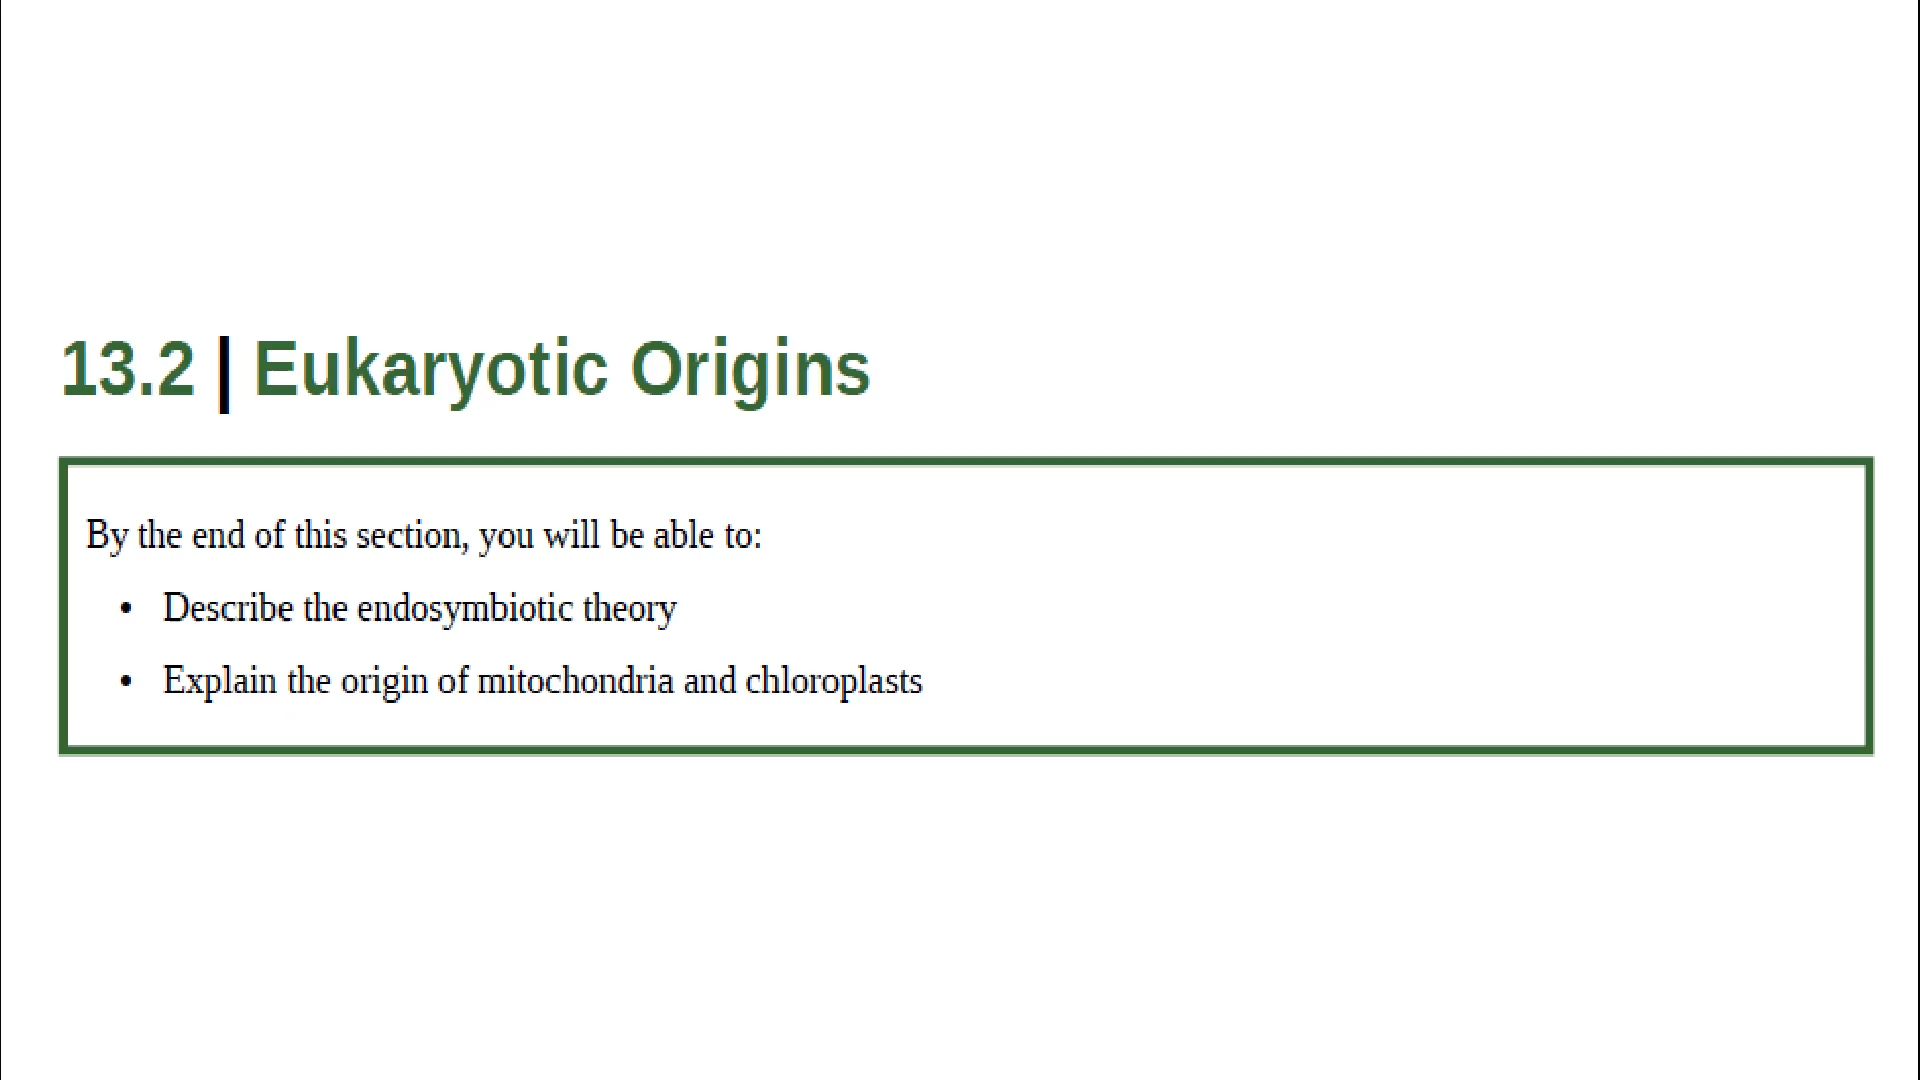 13.2 | Eukaryotic Origins
By the end of this section, you will be able to:
• Describe the endosymbiotic theory
• Explain the origin of mitochondria and chloroplasts